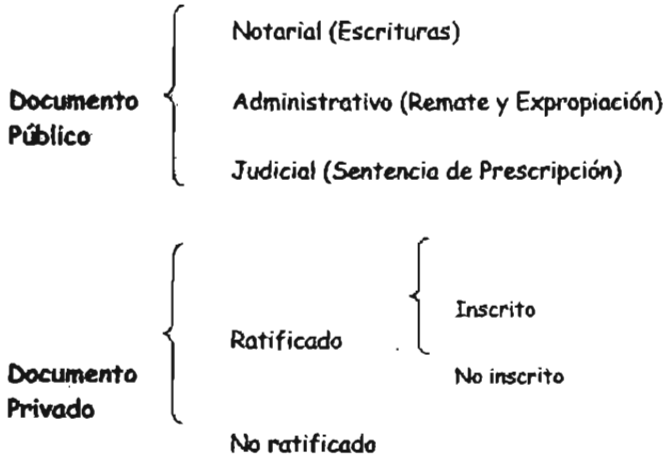 Notarial (Escrituras)
Documento
Público
Administrativo (Remate y Expropiación)
Judicial (Sentencia de Prescripción)
Ratificado
Inscrito
No inscrito
Documento
Privado
No ratificado